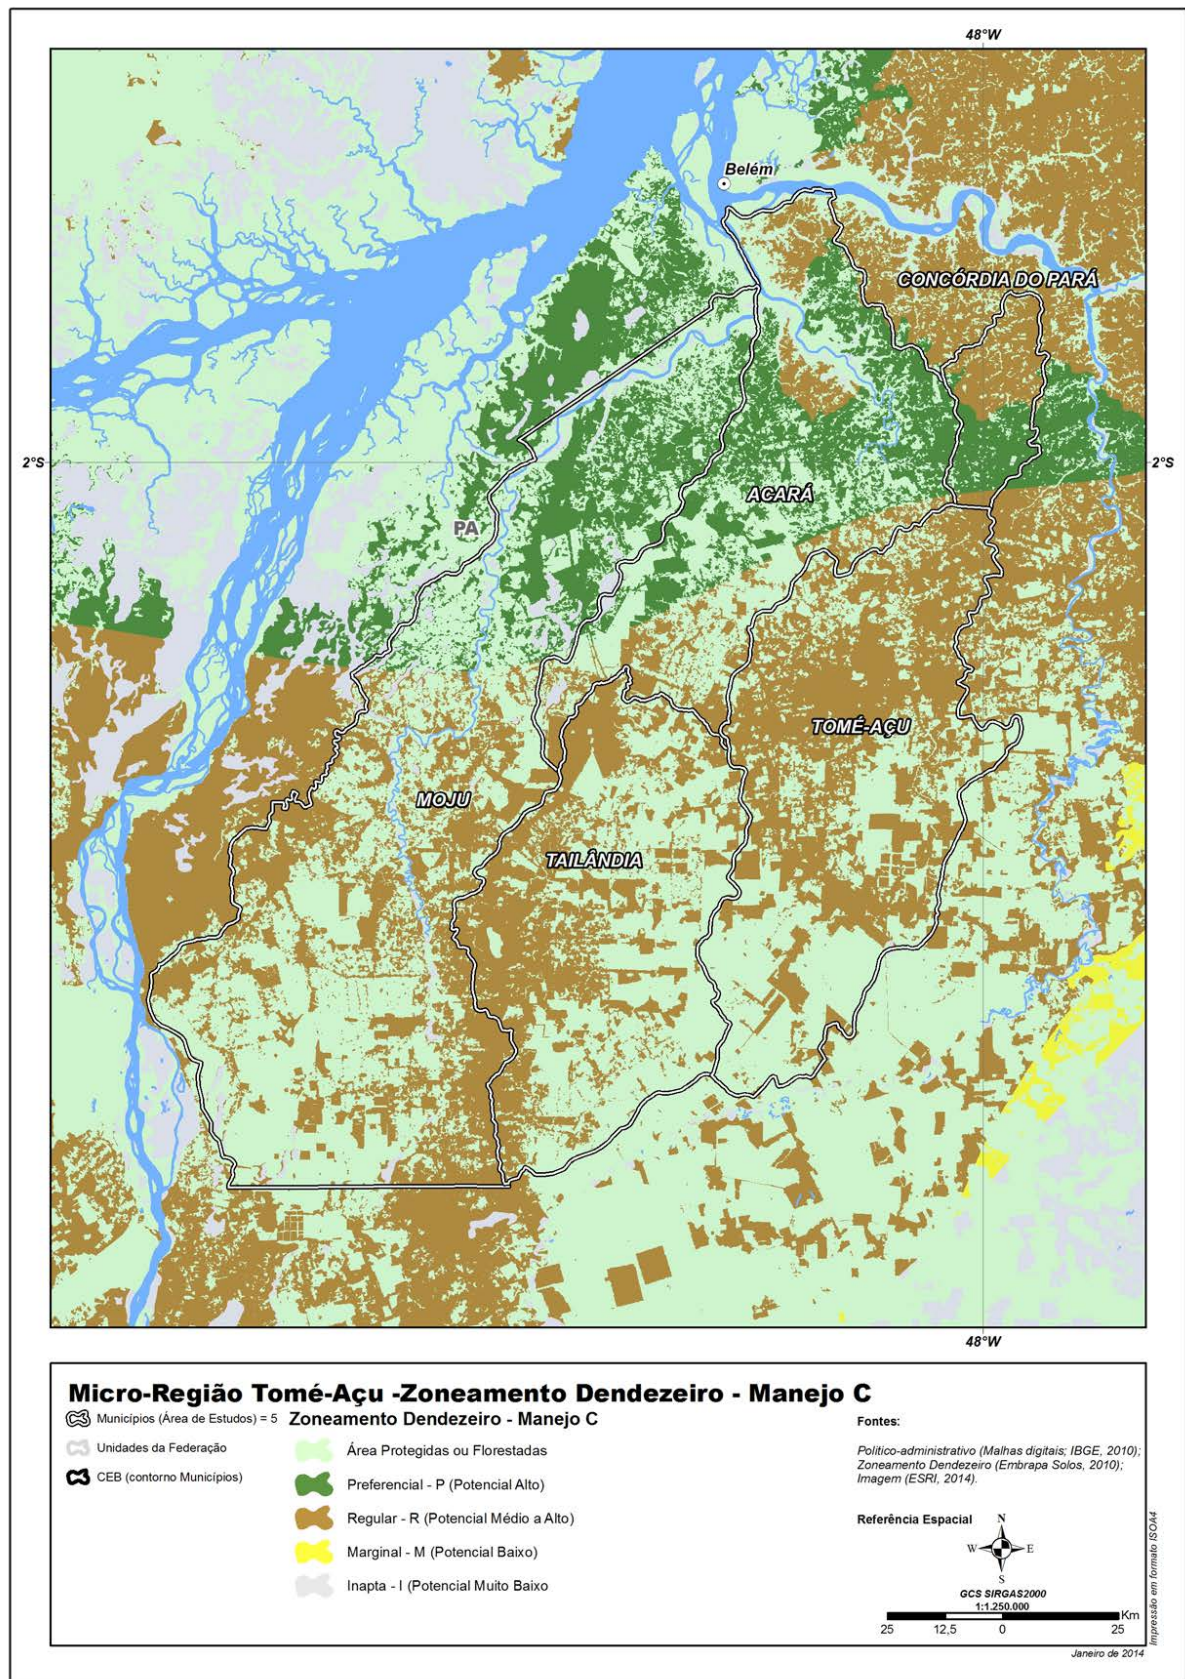 48°W
Belém
CONCÓRDIA DO PARÁ
2°S
2°S
ACARÁ
PA
TOMÉ-AÇU
MOJU
TAILÂNDIA
48°W
Micro-Região Tomé-Açu -Zoneamento Dendezeiro - Manejo C
Municípios (Área de Estudos) = 5
Unidades da Federação
CEB (contorno Municípios)
Zoneamento Dendezeiro - Manejo C
Área Protegidas ou Florestadas
Preferencial - P (Potencial Alto)
Regular - R (Potencial Médio a Alto)
Marginal - M (Potencial Baixo)
Inapta - I (Potencial Muito Baixo
Fontes:
Político-administrativo (Malhas digitais; IBGE, 2010);
Zoneamento Dendezeiro (Embrapa Solos, 2010);
Imagem (ESRI, 2014).
Referência Espacial
N
W E
S
GCS SIRGAS2000
1:1.250.000
Km
25 12,5 0 25
Impressão em formato ISOA4
Janeiro de 2014